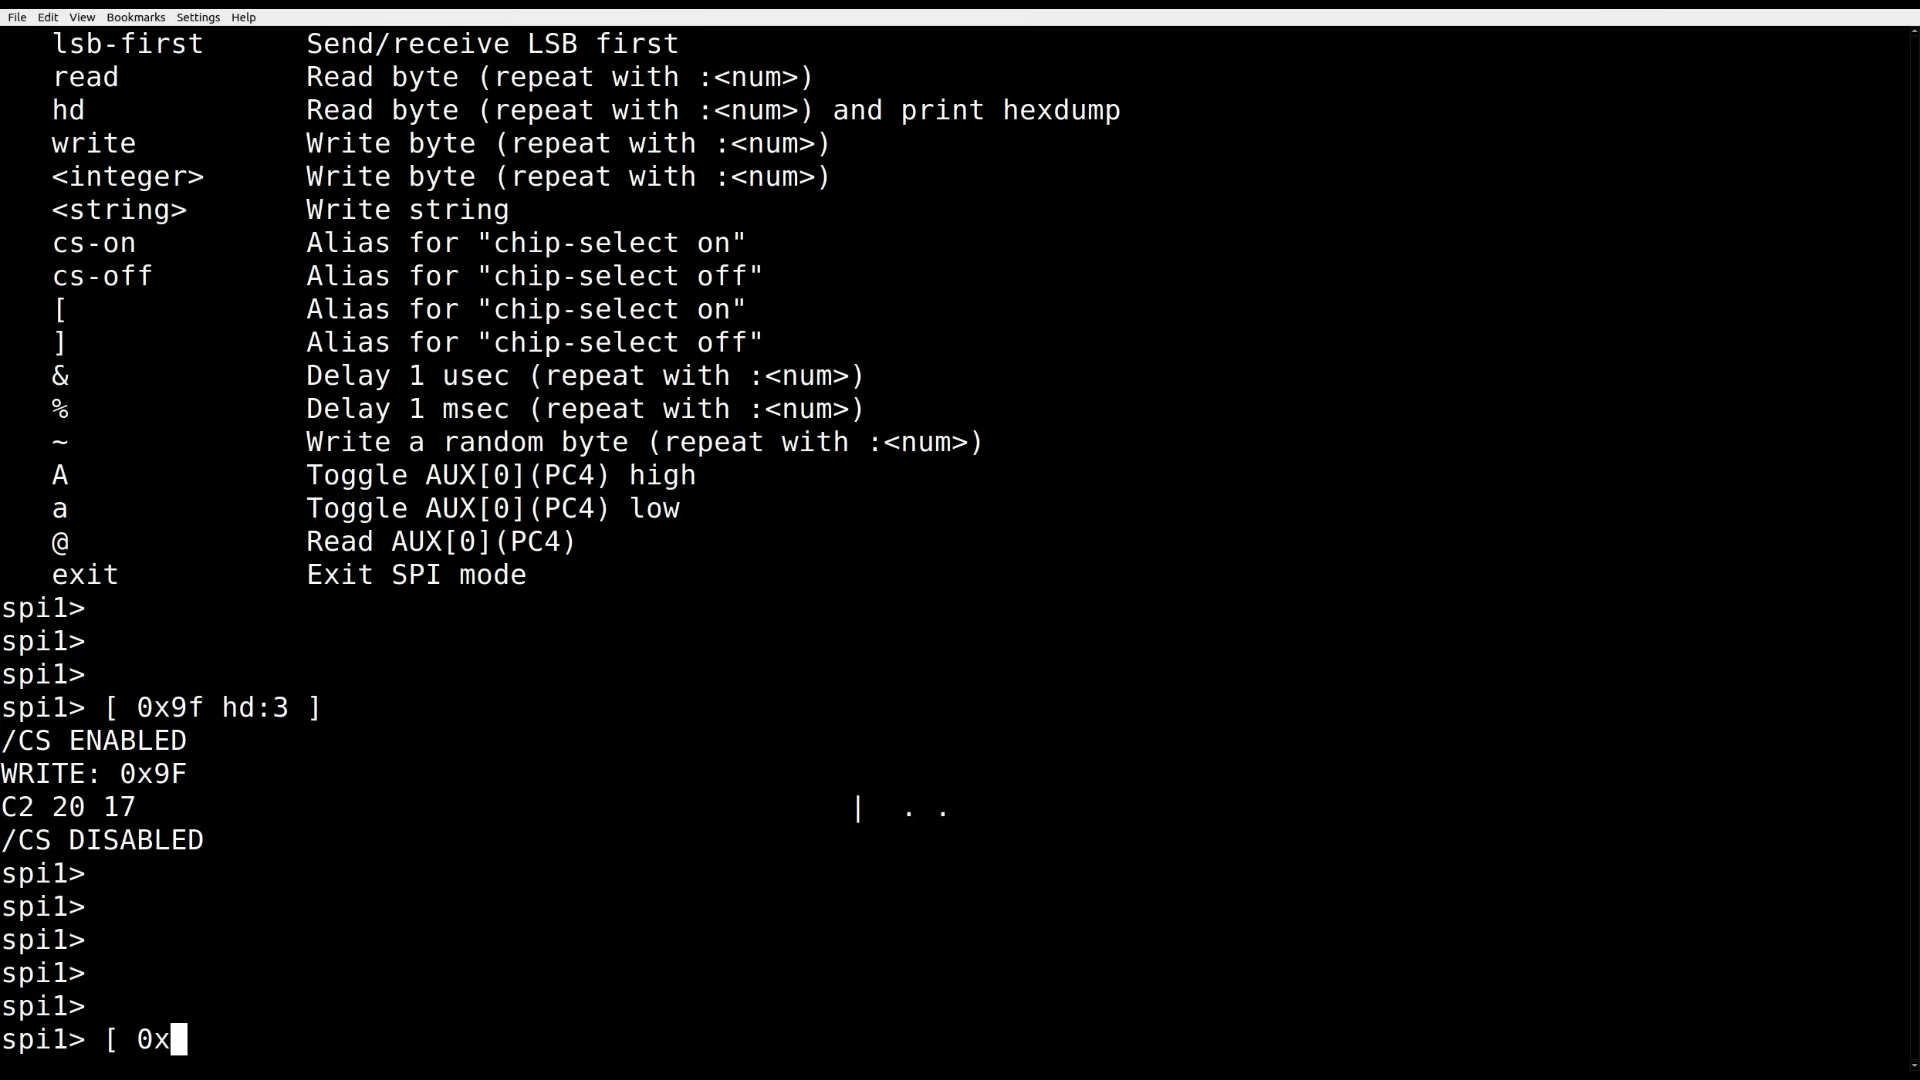 File Edit View Bookmarks Settings Help
lsb-first Send/receive LSB first
read Read byte (repeat with :<num>)
hd Read byte (repeat with :<num>) and print hexdump
write Write byte (repeat with :<num>)
<integer> Write byte (repeat with :<num>)
<string> Write string
cs-on Alias for "chip-select on"
cs-off Alias for "chip-select off"
[ Alias for "chip-select on"
] Alias for "chip-select off"
& Delay 1 usec (repeat with :<num>)
% Delay 1 msec (repeat with :<num>)
~ Write a random byte (repeat with :<num>)
A Toggle AUX[0](PC4) high
a Toggle AUX[0](PC4) low
@ Read AUX[0](PC4)
exit Exit SPI mode
spi1>
spi1>
spi1>
spi1> [ 0x9f hd:3 ]
/CS ENABLED
WRITE: 0x9F
C2 20 17 | . .
/CS DISABLED
spi1>
spi1>
spi1>
spi1>
spi1>
spi1> [ 0x